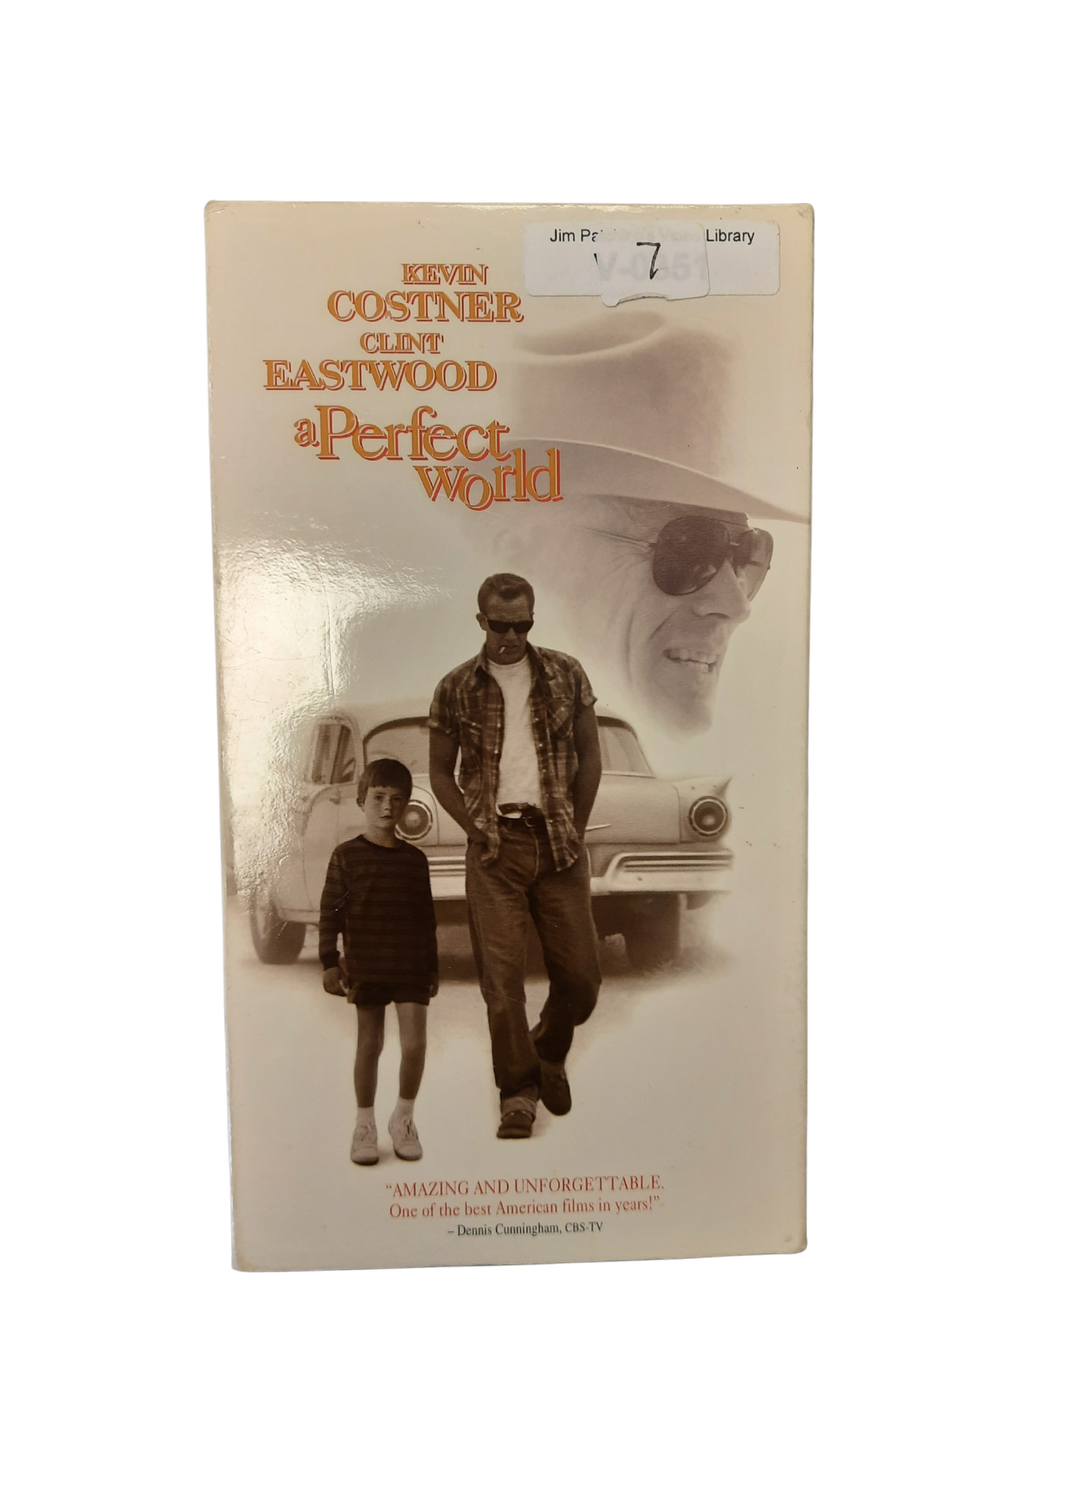 Jim Library
7
KEVIN
COSTNER
CLINT
EASTWOOD
a Perfect
world
“AMAZING AND UNFORGETTABLE.
One of the best American films in years!”
– Dennis Cunningham, CBS-TV